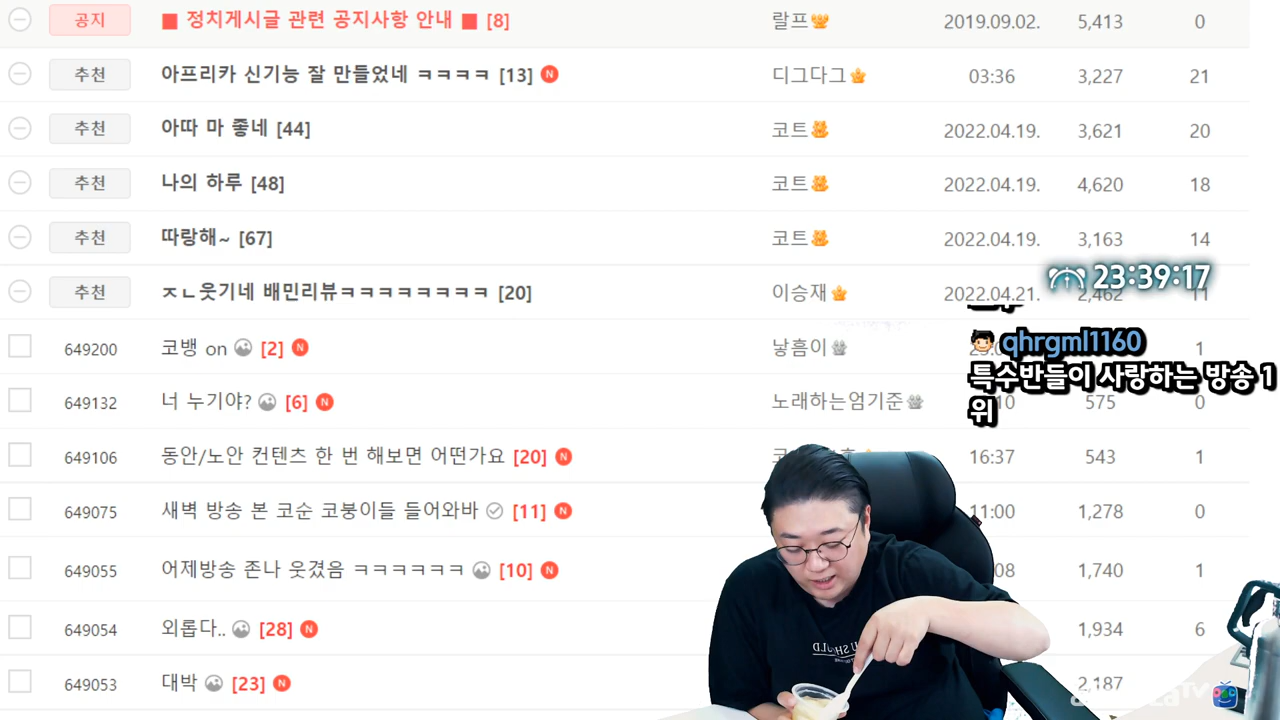 공지 ■ 정치게시글 관련 공지사항 안내 ■ [8] 랄프 2019.09.02. 5,413 0
추천 아프리카 신기능 잘 만들었네 ㅋㅋㅋㅋ [13] N 디그다그 03:36 3,227 21
추천 아따 마 좋네 [44] 코트 2022.04.19. 3,621 20
추천 나의 하루 [48] 코트 2022.04.19. 4,620 18
추천 따랑해~ [67] 코트 2022.04.19. 3,163 14
23:39:17
추천 ㅈㄴ웃기네 배민리뷰ㅋㅋㅋㅋㅋㅋㅋㅋ [20] 이승재 2022.04.21. 2,462 11
649200 코뱅 on [2] N 낳흠이 1
qhrgml1160
특수반들이 사랑하는 방송 1
위
649132 너 누기야? [6] N 노래하는엄기준 575 0
649106 동안/노안 컨텐츠 한 번 해보면 어떤가요 [20] N 16:37 543 1
649075 새벽 방송 본 코순 코붕이들 들어와바 [11] N 11:00 1,278 0
649055 어제방송 존나 웃겼음 ㅋㅋㅋㅋㅋㅋ [10] N 1,740 1
649054 외롭다.. [28] N 1,934 6
649053 대박 [23] N 2,187